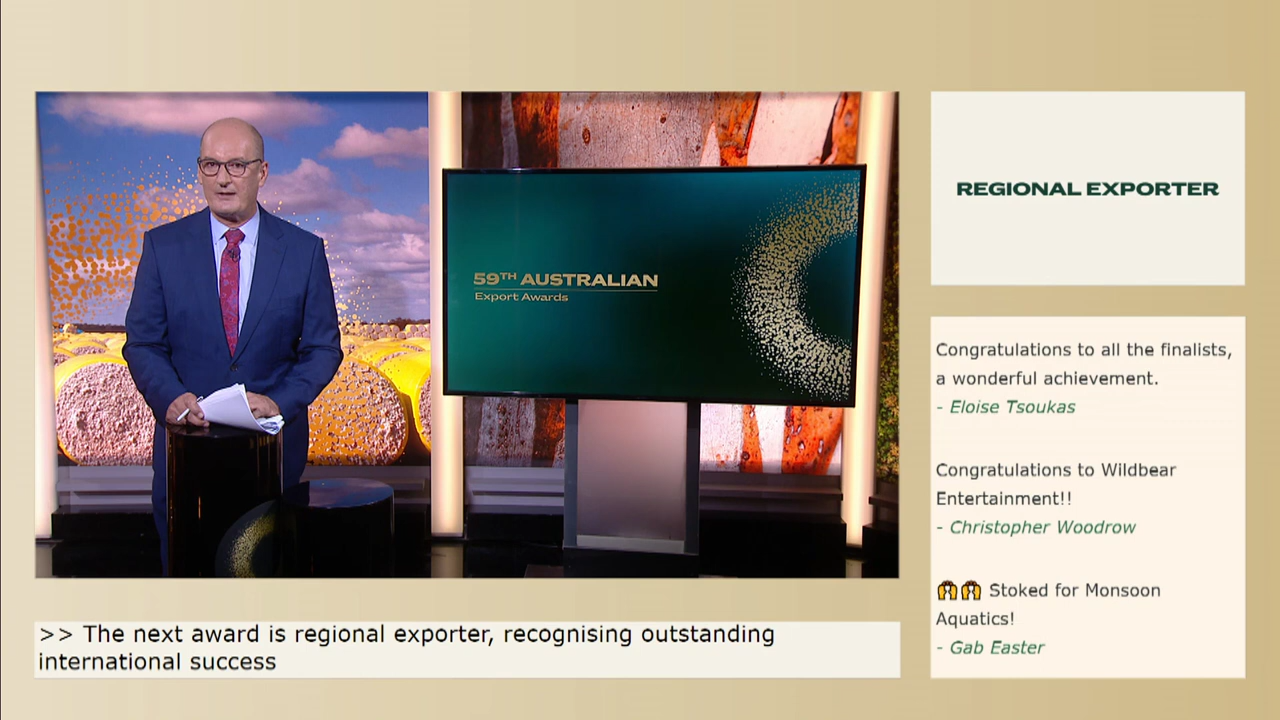 59TH AUSTRALIAN
Export Awards
REGIONAL EXPORTER
Congratulations to all the finalists,
a wonderful achievement.
- Eloise Tsoukas
Congratulations to Wildbear
Entertainment!!
- Christopher Woodrow
🙌🙌 Stoked for Monsoon
Aquatics!
- Gab Easter
>> The next award is regional exporter, recognising outstanding
international success